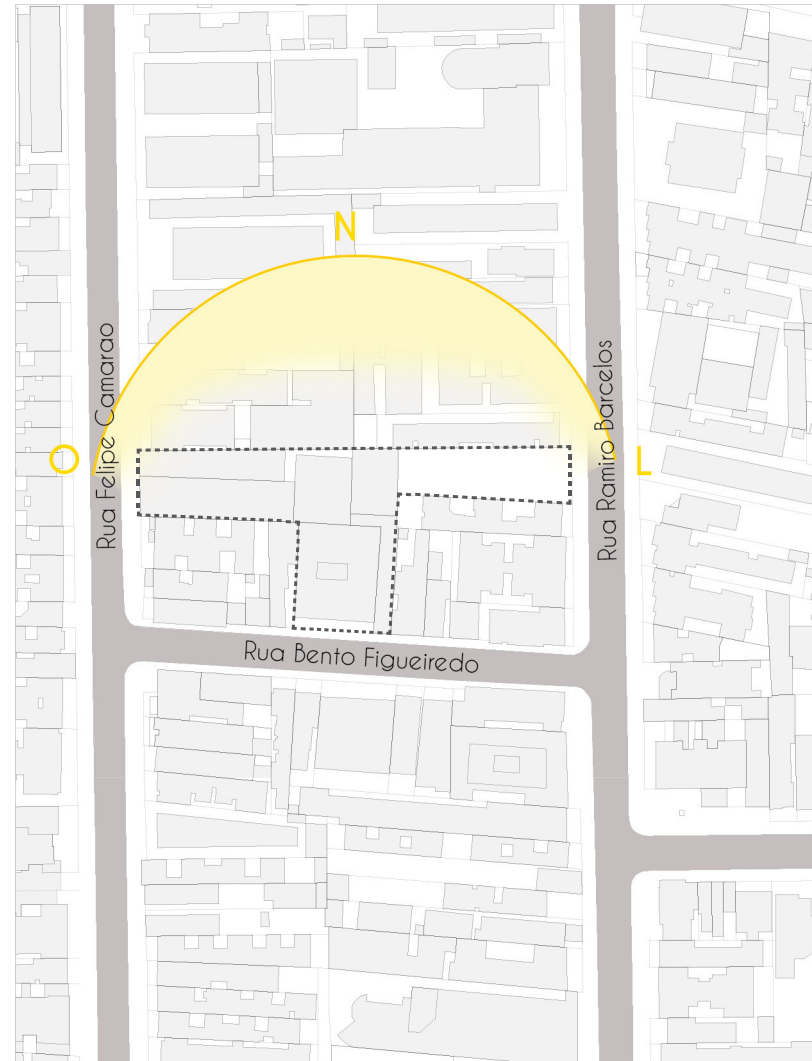 N
Rua Felipe Camarao
Rua Ramiro Barcelos
O
L
Rua Bento Figueiredo